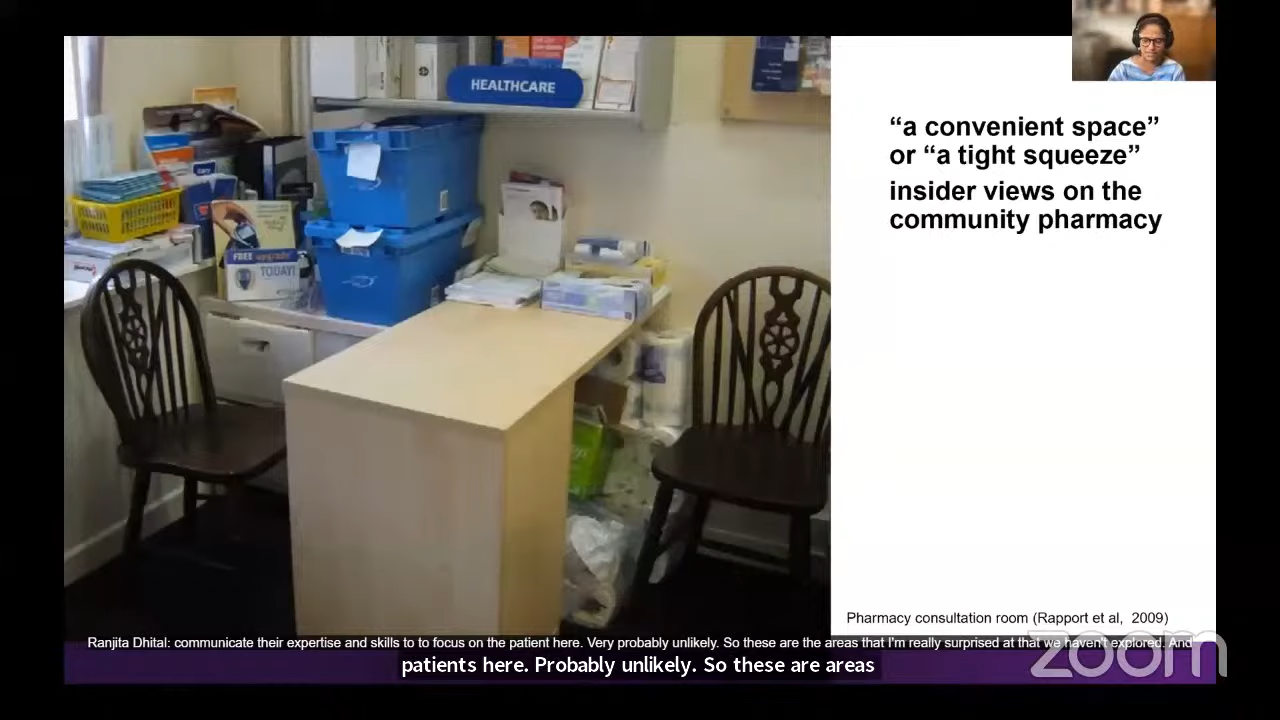 HEALTHCARE
FREE upgrade
TODAY!
“a convenient space”
or “a tight squeeze”
insider views on the
community pharmacy
Pharmacy consultation room (Rapport et al, 2009)
Ranjita Dhital: communicate their expertise and skills to to focus on the patient here. Very probably unlikely. So these are the areas that I'm really surprised at that we haven't explored. And
patients here. Probably unlikely. So these are areas
zoom